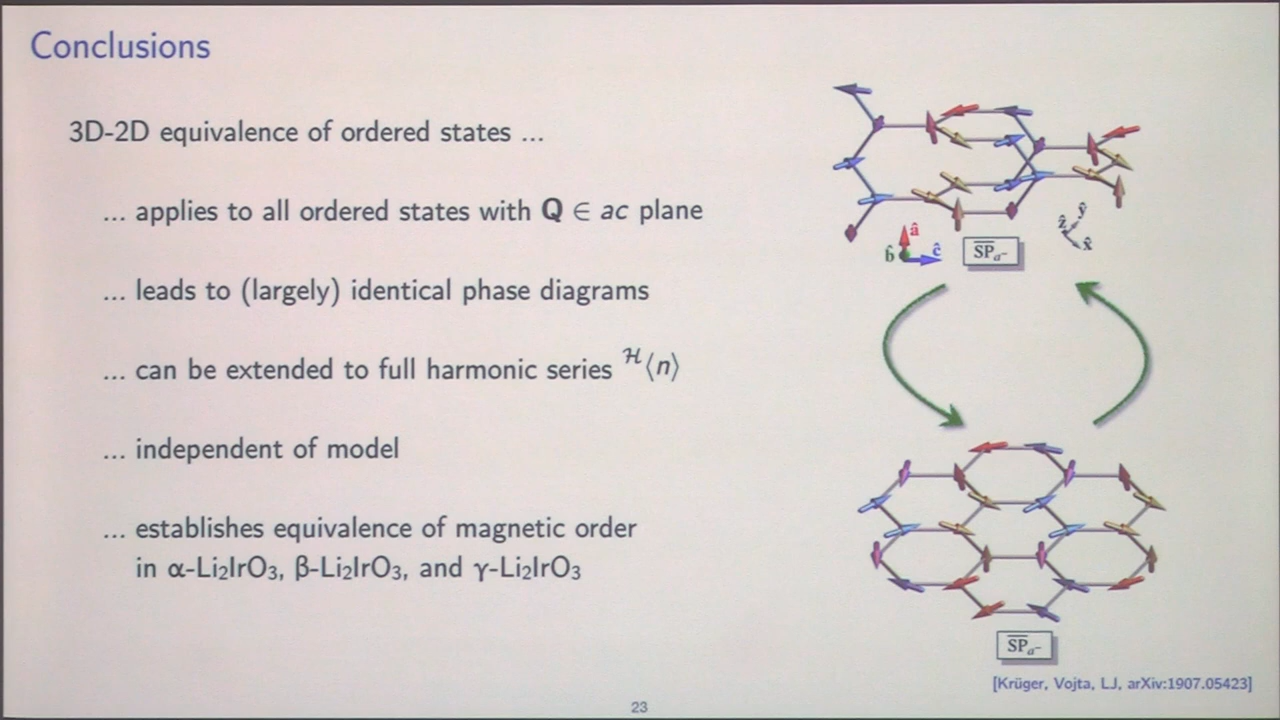 Conclusions
3D-2D equivalence of ordered states ...
... applies to all ordered states with Q ∈ ac plane
... leads to (largely) identical phase diagrams
... can be extended to full harmonic series ᴴ⟨n⟩
... independent of model
... establishes equivalence of magnetic order
in α-Li₂IrO₃, β-Li₂IrO₃, and γ-Li₂IrO₃
â
b̂ ĉ
ŷ
ẑ
x̂
S̅P̅ₐ₋
S̅P̅ₐ₋
[Krüger, Vojta, LJ, arXiv:1907.05423]
23